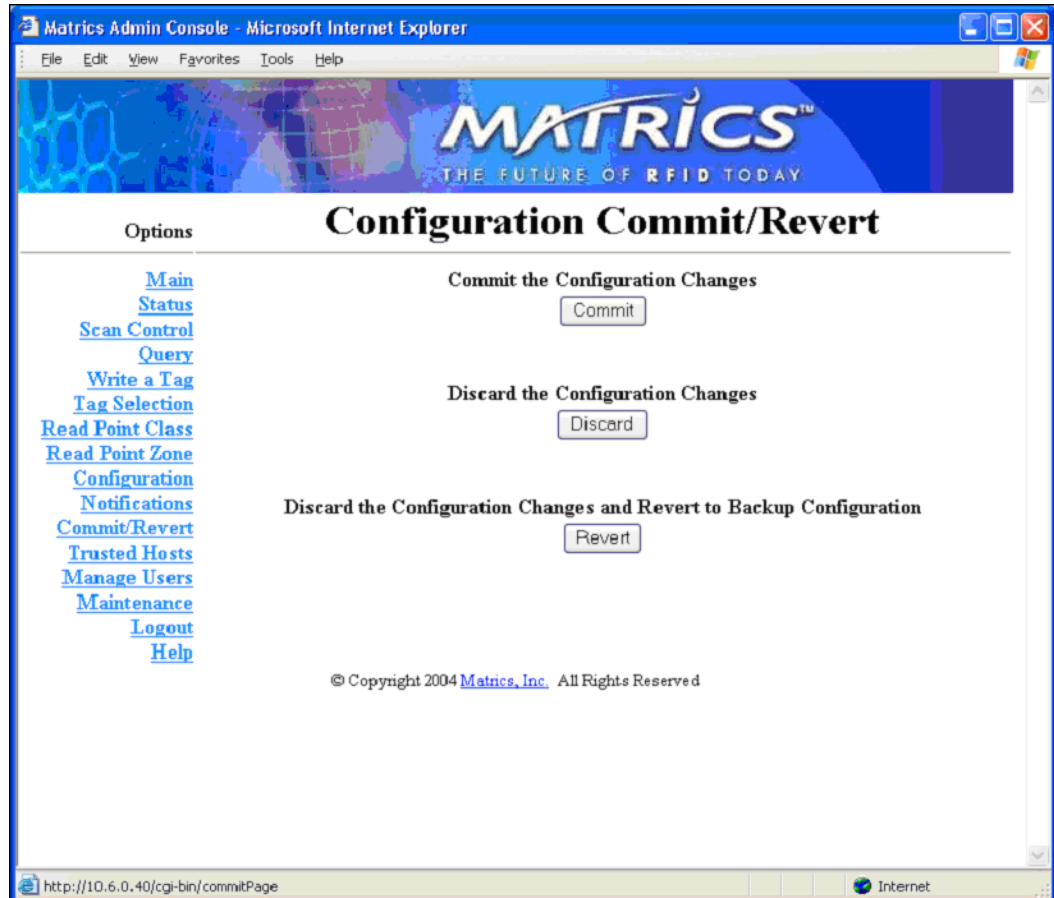 Matrics Admin Console - Microsoft Internet Explorer
File Edit View Favorites Tools Help
MATRICS™
THE FUTURE OF RFID TODAY
Options
Configuration Commit/Revert
Main
Status
Scan Control
Query
Write a Tag
Tag Selection
Read Point Class
Read Point Zone
Configuration
Notifications
Commit/Revert
Trusted Hosts
Manage Users
Maintenance
Logout
Help
Commit the Configuration Changes
Commit
Discard the Configuration Changes
Discard
Discard the Configuration Changes and Revert to Backup Configuration
Revert
© Copyright 2004 Matrics, Inc. All Rights Reserved
http://10.6.0.40/cgi-bin/commitPage
Internet